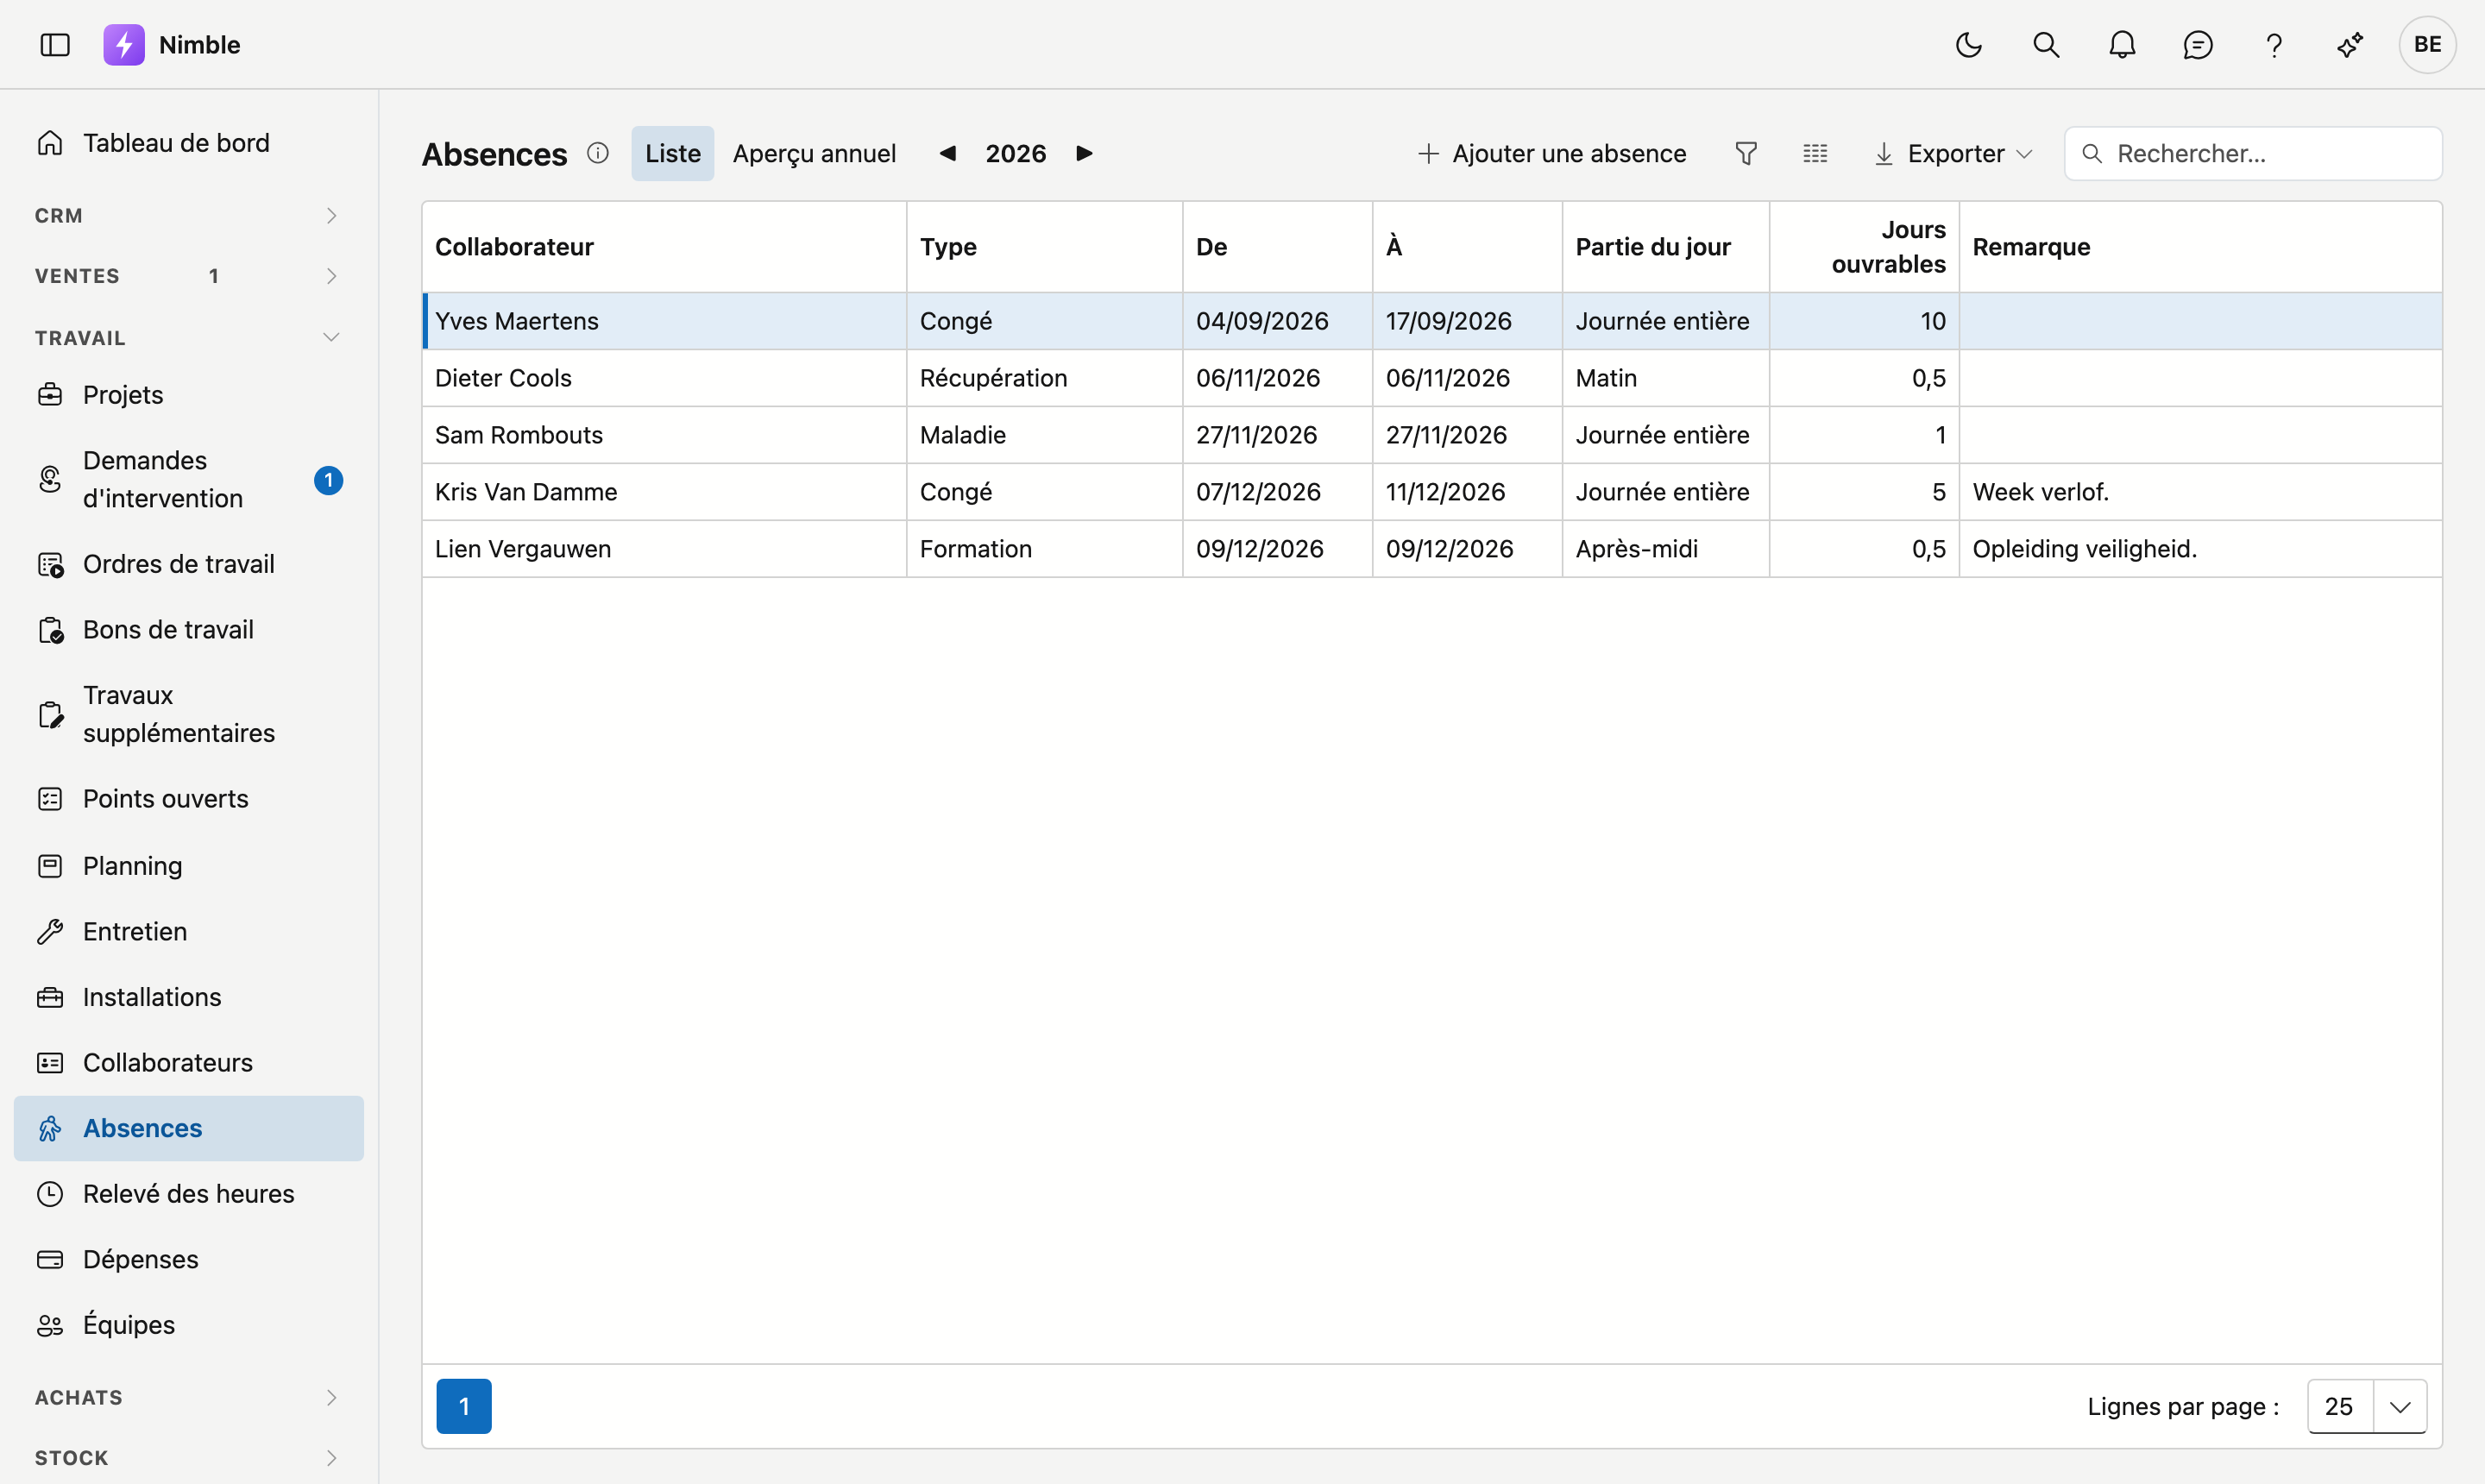 Nimble
BE
Tableau de bord
CRM
VENTES 1
TRAVAIL
Projets
Demandes
d'intervention
1
Ordres de travail
Bons de travail
Travaux
supplémentaires
Points ouverts
Planning
Entretien
Installations
Collaborateurs
Absences
Relevé des heures
Dépenses
Équipes
ACHATS
STOCK
Absences Liste Aperçu annuel 2026 Ajouter une absence Exporter Rechercher...
Collaborateur Type De À Partie du jour Jours ouvrables Remarque
Yves Maertens Congé 04/09/2026 17/09/2026 Journée entière 10
Dieter Cools Récupération 06/11/2026 06/11/2026 Matin 0,5
Sam Rombouts Maladie 27/11/2026 27/11/2026 Journée entière 1
Kris Van Damme Congé 07/12/2026 11/12/2026 Journée entière 5 Week verlof.
Lien Vergauwen Formation 09/12/2026 09/12/2026 Après-midi 0,5 Opleiding veiligheid.
1 Lignes par page : 25